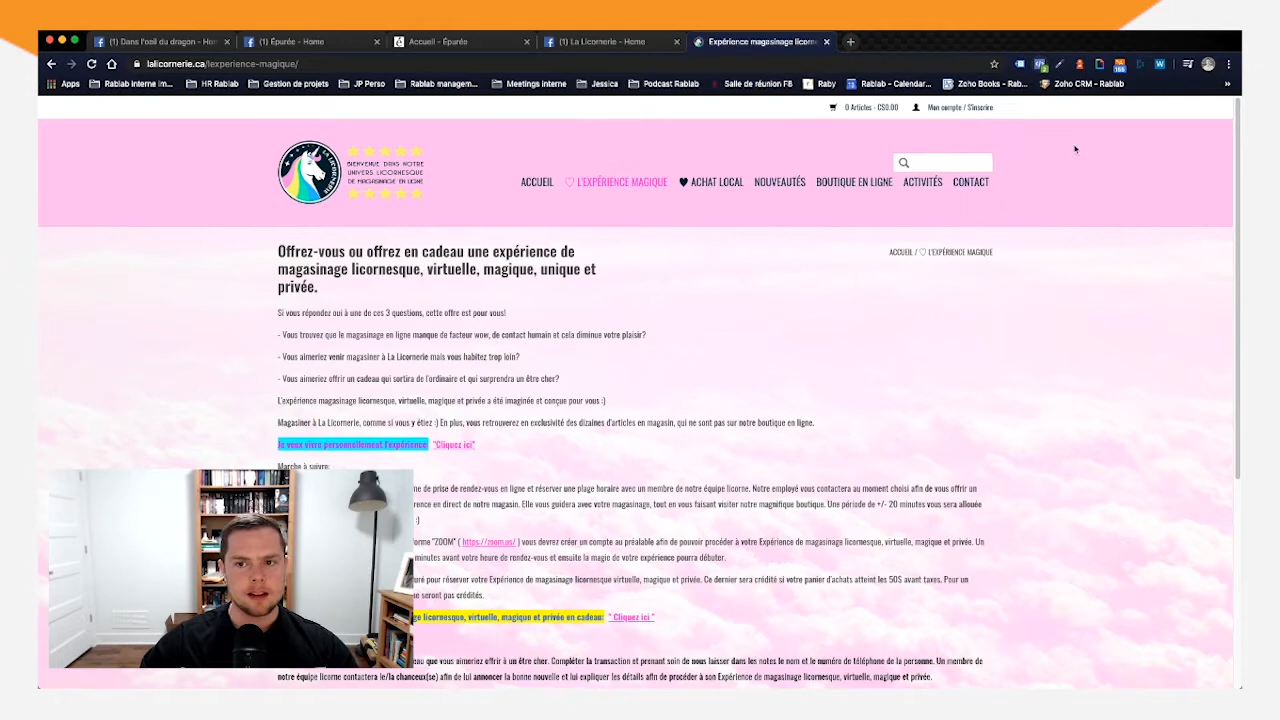 (1) Dans l'oeil du dragon - Ho
(1) Épurée - Home
Accueil - Épurée
(1) La Licornerie - Home
Expérience magasinage licorn
lalicornerie.ca/lexperience-magique/
Apps
Rablab interne im...
HR Rablab
Gestion de projets
JP Perso
Rablab managem...
Meetings interne
Jessica
Podcast Rablab
Salle de réunion FB
Raby
Rablab - Calendar...
Zoho Books - Rab...
Zoho CRM - Rablab
0 Articles - C$0.00
Mon compte / S'inscrire
LA LICORNERIE
BIENVENUE DANS NOTRE
UNIVERS LICORNESQUE
DE MAGASINAGE EN LIGNE
ACCUEIL
♡ L'EXPÉRIENCE MAGIQUE
♥ ACHAT LOCAL
NOUVEAUTÉS
BOUTIQUE EN LIGNE
ACTIVITÉS
CONTACT
Offrez-vous ou offrez en cadeau une expérience de
magasinage licornesque, virtuelle, magique, unique et
privée.
ACCUEIL / ♡ L'EXPÉRIENCE MAGIQUE
Si vous répondez oui à une de ces 3 questions, cette offre est pour vous!
- Vous trouvez que le magasinage en ligne manque de facteur wow, de contact humain et cela diminue votre plaisir?
- Vous aimeriez venir magasiner à La Licornerie mais vous habitez trop loin?
- Vous aimeriez offrir un cadeau qui sortira de l'ordinaire et qui surprendra un être cher?
L'expérience magasinage licornesque, virtuelle, magique et privée a été imaginée et conçue pour vous :)
Magasiner à La Licornerie, comme si vous y étiez :) En plus, vous retrouverez en exclusivité des dizaines d'articles en magasin, qui ne sont pas sur notre boutique en ligne.
Je veux vivre personnellement l'expérience: "Cliquez ici"
Marche à suivre:
me de prise de rendez-vous en ligne et réserver une plage horaire avec un membre de notre équipe licorne. Notre employé vous contactera au moment choisi afin de vous offrir un
rence en direct de notre magasin. Elle vous guidera avec votre magasinage, tout en vous faisant visiter notre magnifique boutique. Une période de +/- 20 minutes vous sera allouée
:)
forme "ZOOM" ( https://zoom.us/ ) vous devrez créer un compte au préalable afin de pouvoir procéder à votre Expérience de magasinage licornesque, virtuelle, magique et privée. Un
minutes avant votre heure de rendez-vous et ensuite la magie de votre expérience pourra débuter.
uré pour réserver votre Expérience de magasinage licornesque virtuelle, magique et privée. Ce dernier sera crédité si votre panier d'achats atteint les 50$ avant taxes. Pour un
ue seront pas crédités.
ge licornesque, virtuelle, magique et privée en cadeau: " Cliquez ici "
eau que vous aimeriez offrir à un être cher. Compléter la transaction et prenant soin de nous laisser dans les notes le nom et le numéro de téléphone de la personne. Un membre de
notre équipe licorne contactera le/la chanceux(se) afin de lui annoncer la bonne nouvelle et lui expliquer les détails afin de procéder à son Expérience de magasinage licornesque, virtuelle, magique et privée.